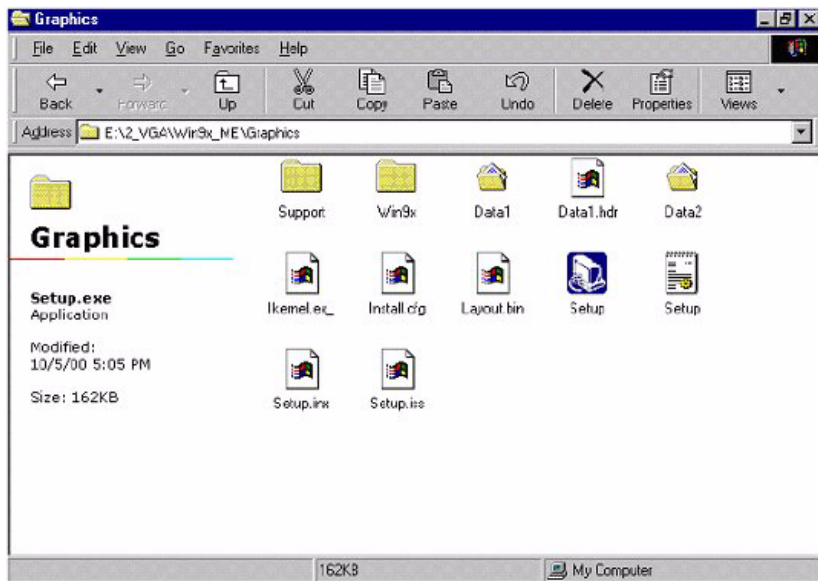 Graphics
File Edit View Go Favorites Help
Back Forward Up Cut Copy Paste Undo Delete Properties Views
Address E:\2_VGA\Win9x_ME\Graphics
Graphics
Setup.exe
Application
Modified:
10/5/00 5:05 PM
Size: 162KB
Support Win9x Data1 Data1.hdr Data2
Ikernel.ex_ Install.cfg Layout.bin Setup Setup
Setup.inx Setup.iss
162KB My Computer